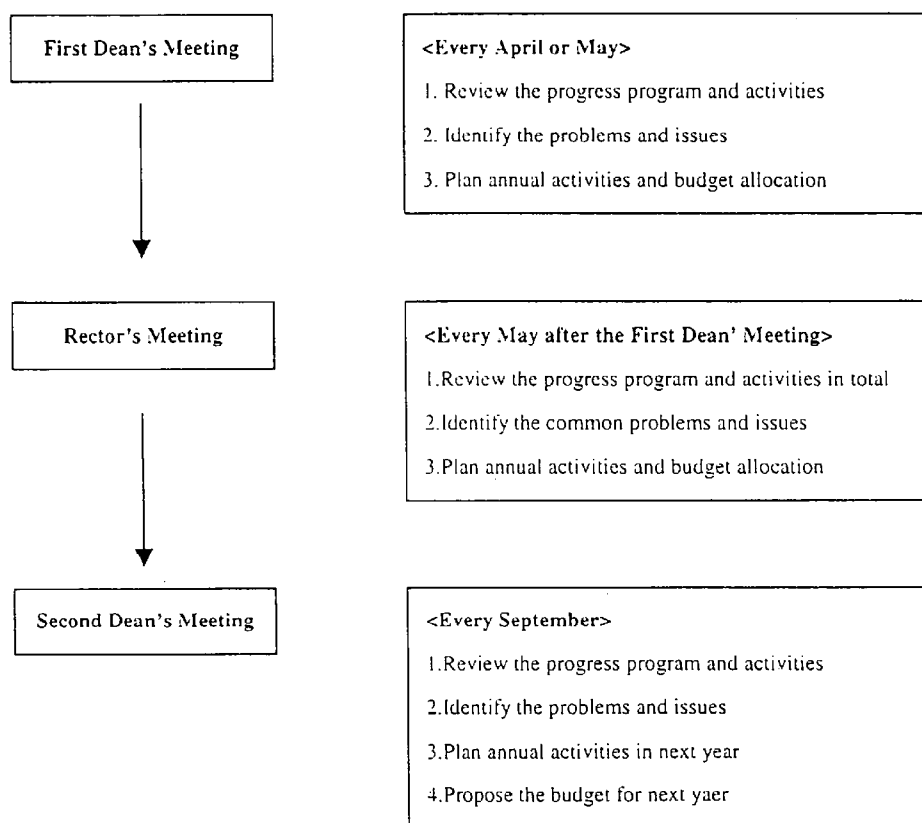 First Dean's Meeting
<Every April or May>
1. Review the progress program and activities
2. Identify the problems and issues
3. Plan annual activities and budget allocation
Rector's Meeting
<Every May after the First Dean' Meeting>
1.Review the progress program and activities in total
2.Identify the common problems and issues
3.Plan annual activities and budget allocation
Second Dean's Meeting
<Every September>
1.Review the progress program and activities
2.Identify the problems and issues
3.Plan annual activities in next year
4.Propose the budget for next yaer